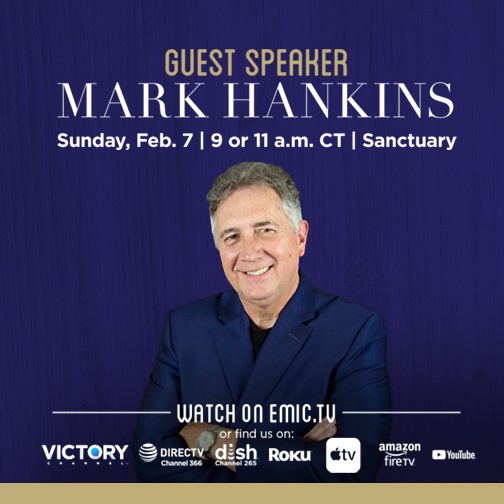 GUEST SPEAKER
MARK HANKINS
Sunday, Feb. 7 | 9 or 11 a.m. CT | Sanctuary
WATCH ON EMIC.TV
or find us on:
VICTORY CHANNEL
DIRECTV Channel 366
dish Channel 265
ROKU
tv
amazon fireTV
YouTube